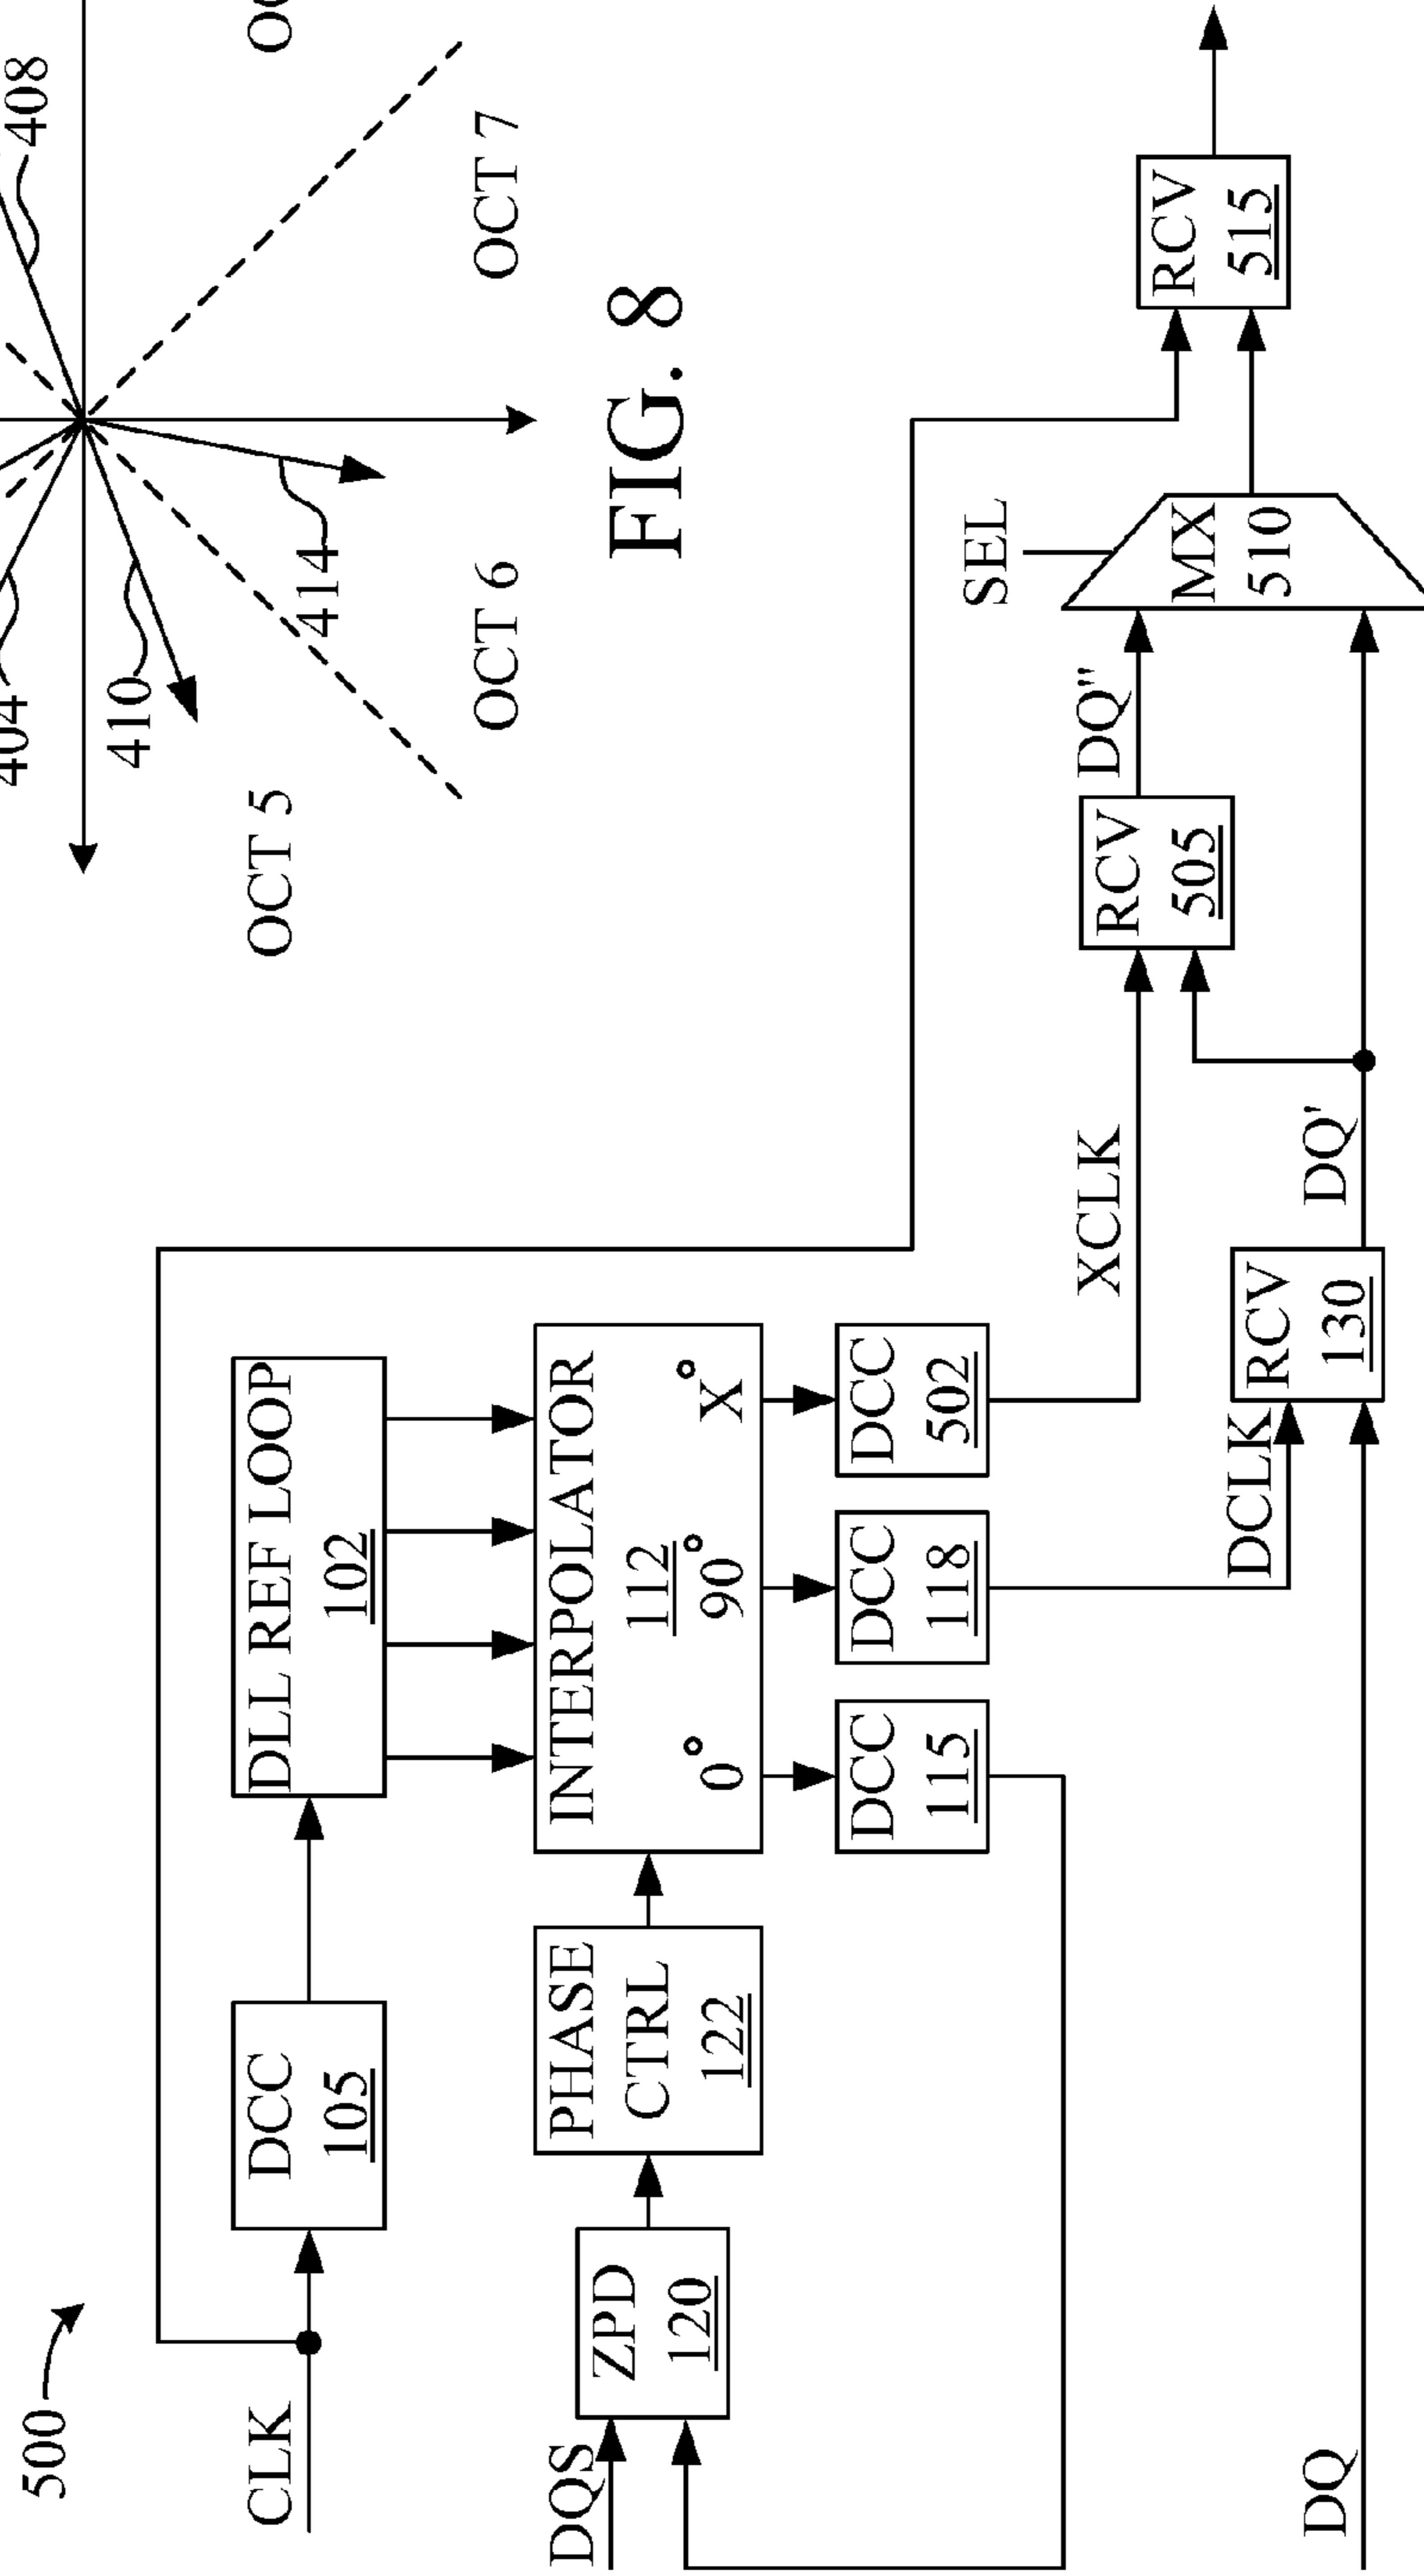 408
OCT 7
404
410
414
OCT 5
OCT 6
FIG. 8
500
CLK
DCC
105
DLL REF LOOP
102
DQS
ZPD
120
PHASE
CTRL
122
INTERPOLATOR
112
0° 90° X°
DCC
115
DCC
118
DCC
502
XCLK
DCLK
DQ
RCV
130
DQ'
RCV
505
DQ"
SEL
MX
510
RCV
515